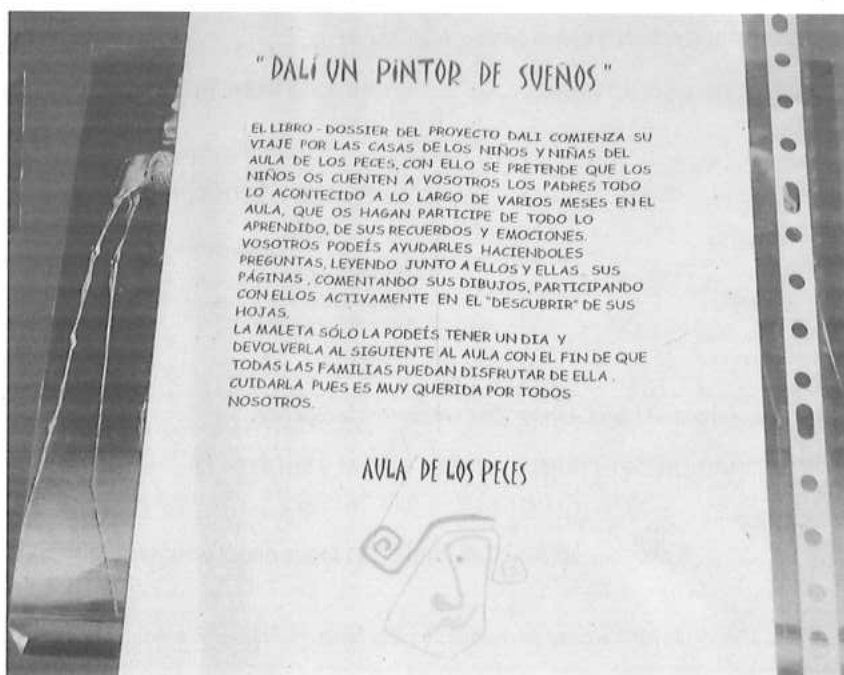 "DALÍ UN PINTOR DE SUEÑOS"
EL LIBRO - DOSSIER DEL PROYECTO DALI COMIENZA SU
VIAJE POR LAS CASAS DE LOS NIÑOS Y NIÑAS DEL
AULA DE LOS PECES, CON ELLO SE PRETENDE QUE LOS
NIÑOS OS CUENTEN A VOSOTROS LOS PADRES TODO
LO ACONTECIDO A LO LARGO DE VARIOS MESES EN EL
AULA, QUE OS HAGAN PARTICIPE DE TODO LO
APRENDIDO, DE SUS RECUERDOS Y EMOCIONES.
VOSOTROS PODEÍS AYUDARLES HACIENDOLES
PREGUNTAS, LEYENDO JUNTO A ELLOS Y ELLAS SUS
PÁGINAS , COMENTANDO SUS DIBUJOS, PARTICIPANDO
CON ELLOS ACTIVAMENTE EN EL "DESCUBRIR" DE SUS
HOJAS.
LA MALETA SÓLO LA PODEÍS TENER UN DIA Y
DEVOLVERLA AL SIGUIENTE AL AULA CON EL FIN DE QUE
TODAS LAS FAMILIAS PUEDAN DISFRUTAR DE ELLA .
CUIDARLA PUES ES MUY QUERIDA POR TODOS
NOSOTROS.
AULA DE LOS PECES